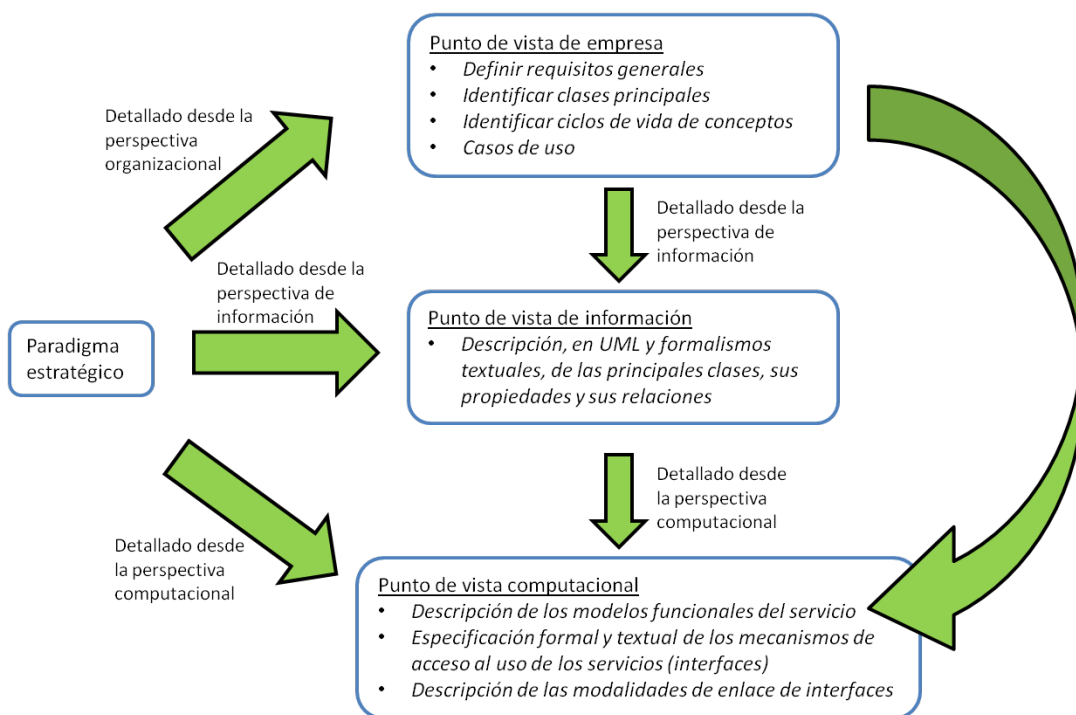 Punto de vista de empresa
• Definir requisitos generales
• Identificar clases principales
• Identificar ciclos de vida de conceptos
• Casos de uso
Detallado desde la
perspectiva
organizacional
Detallado desde la
perspectiva de
información
Detallado desde la
perspectiva de
información
Paradigma
estratégico
Punto de vista de información
• Descripción, en UML y formalismos
textuales, de las principales clases, sus
propiedades y sus relaciones
Detallado desde
la perspectiva
computacional
Detallado desde
la perspectiva
computacional
Punto de vista computacional
• Descripción de los modelos funcionales del servicio
• Especificación formal y textual de los mecanismos de
acceso al uso de los servicios (interfaces)
• Descripción de las modalidades de enlace de interfaces